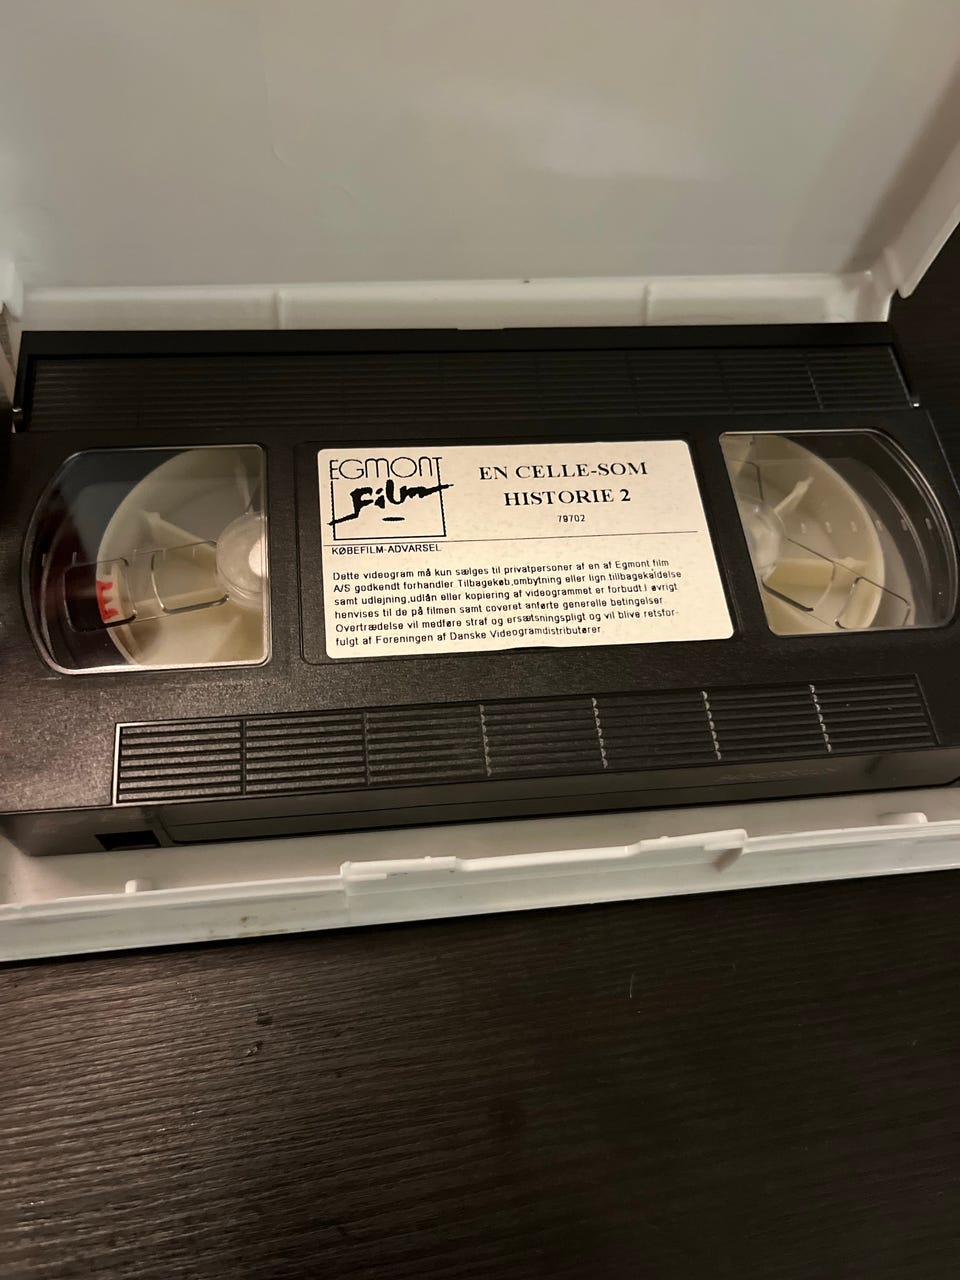 EGMONT
Film
EN CELLE-SOM
HISTORIE 2
79702
KØBEFILM-ADVARSEL
Dette videogram må kun sælges til privatpersoner af en af Egmont film
A/S godkendt forhandler. Tilbagekøb,ombytning eller lign tillbagekaldelse
samt udlejning,udlån eller kopiering af videogrammet er forbudt.I øvrigt
henvises til de på filmen samt coveret anførte generelle betingelser.
Overtrædelse vil medføre straf og ersætsningspligt og vil blive retsfor-
fulgt af Foreningen af Danske Videogramdistributører.